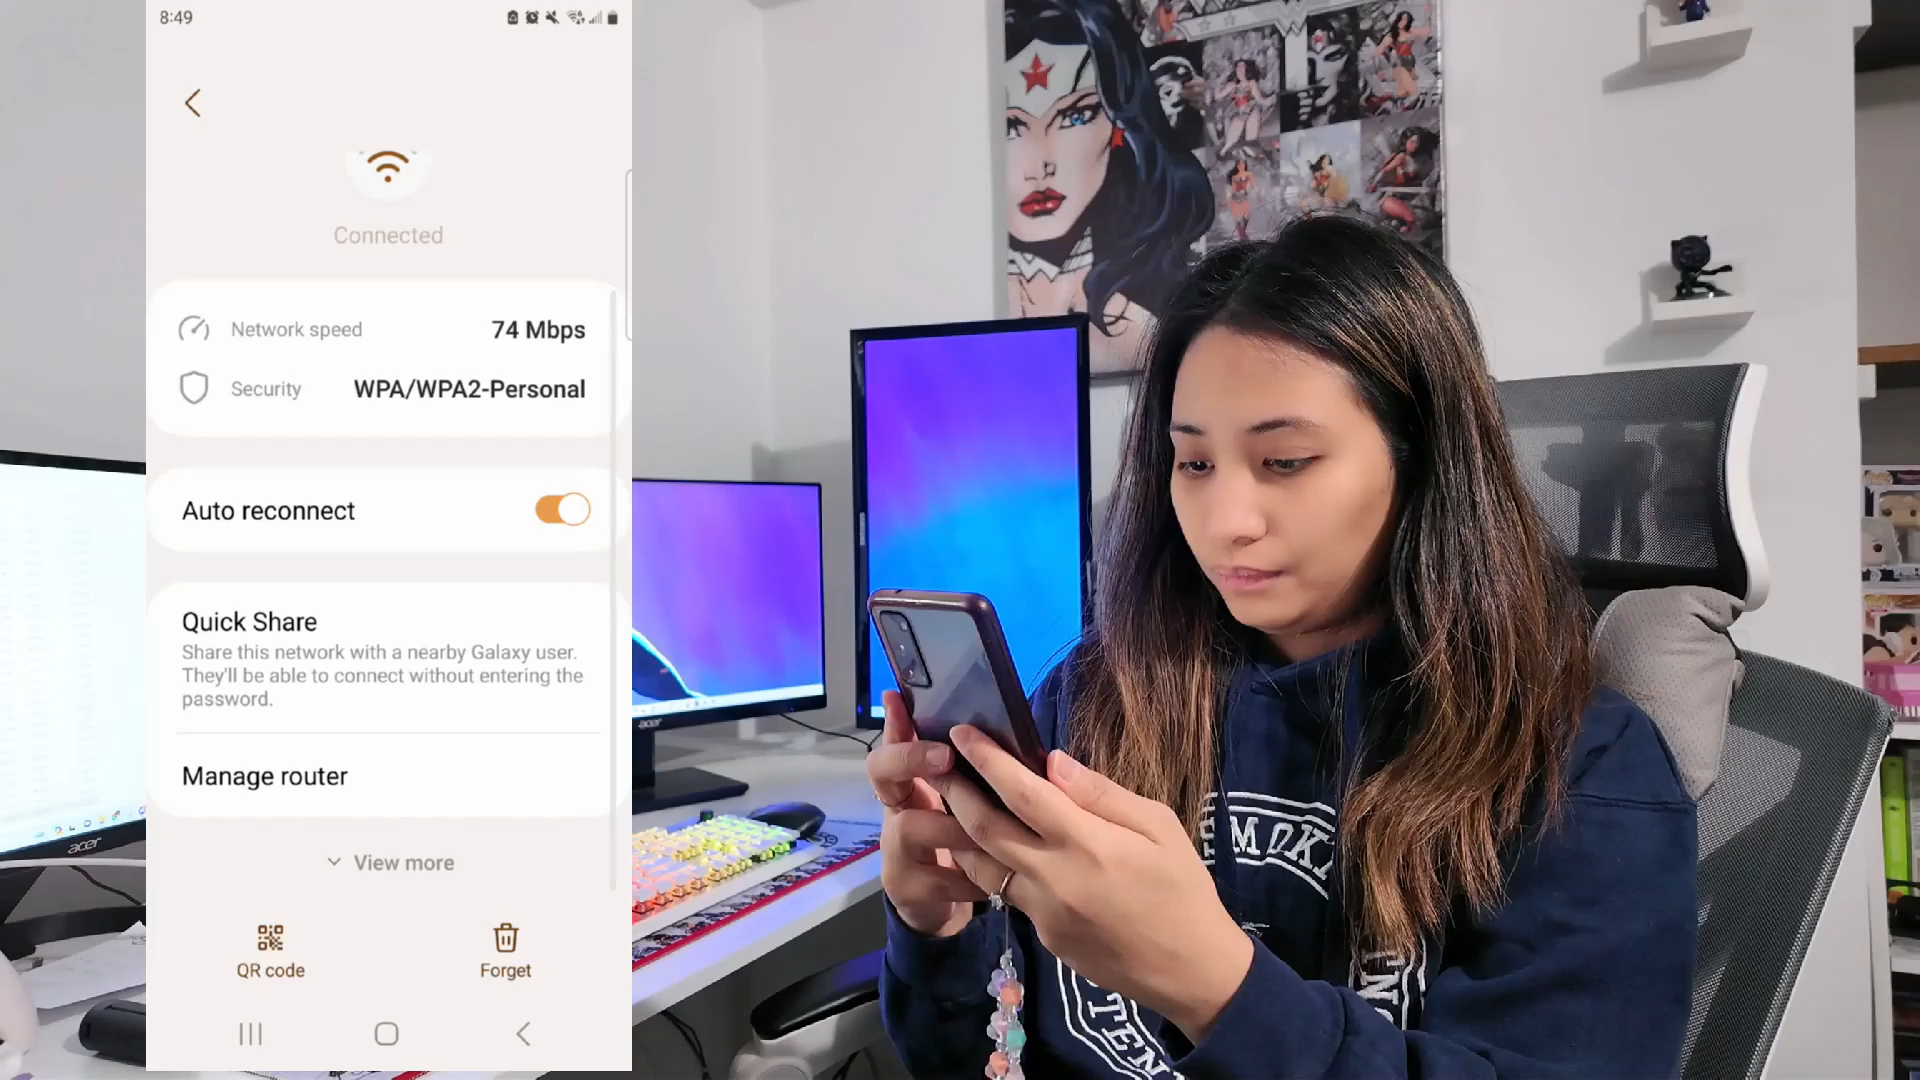 8:49
Connected
Network speed 74 Mbps
Security WPA/WPA2-Personal
Auto reconnect
Quick Share
Share this network with a nearby Galaxy user.
They'll be able to connect without entering the
password.
Manage router
View more
QR code Forget
acer
acer